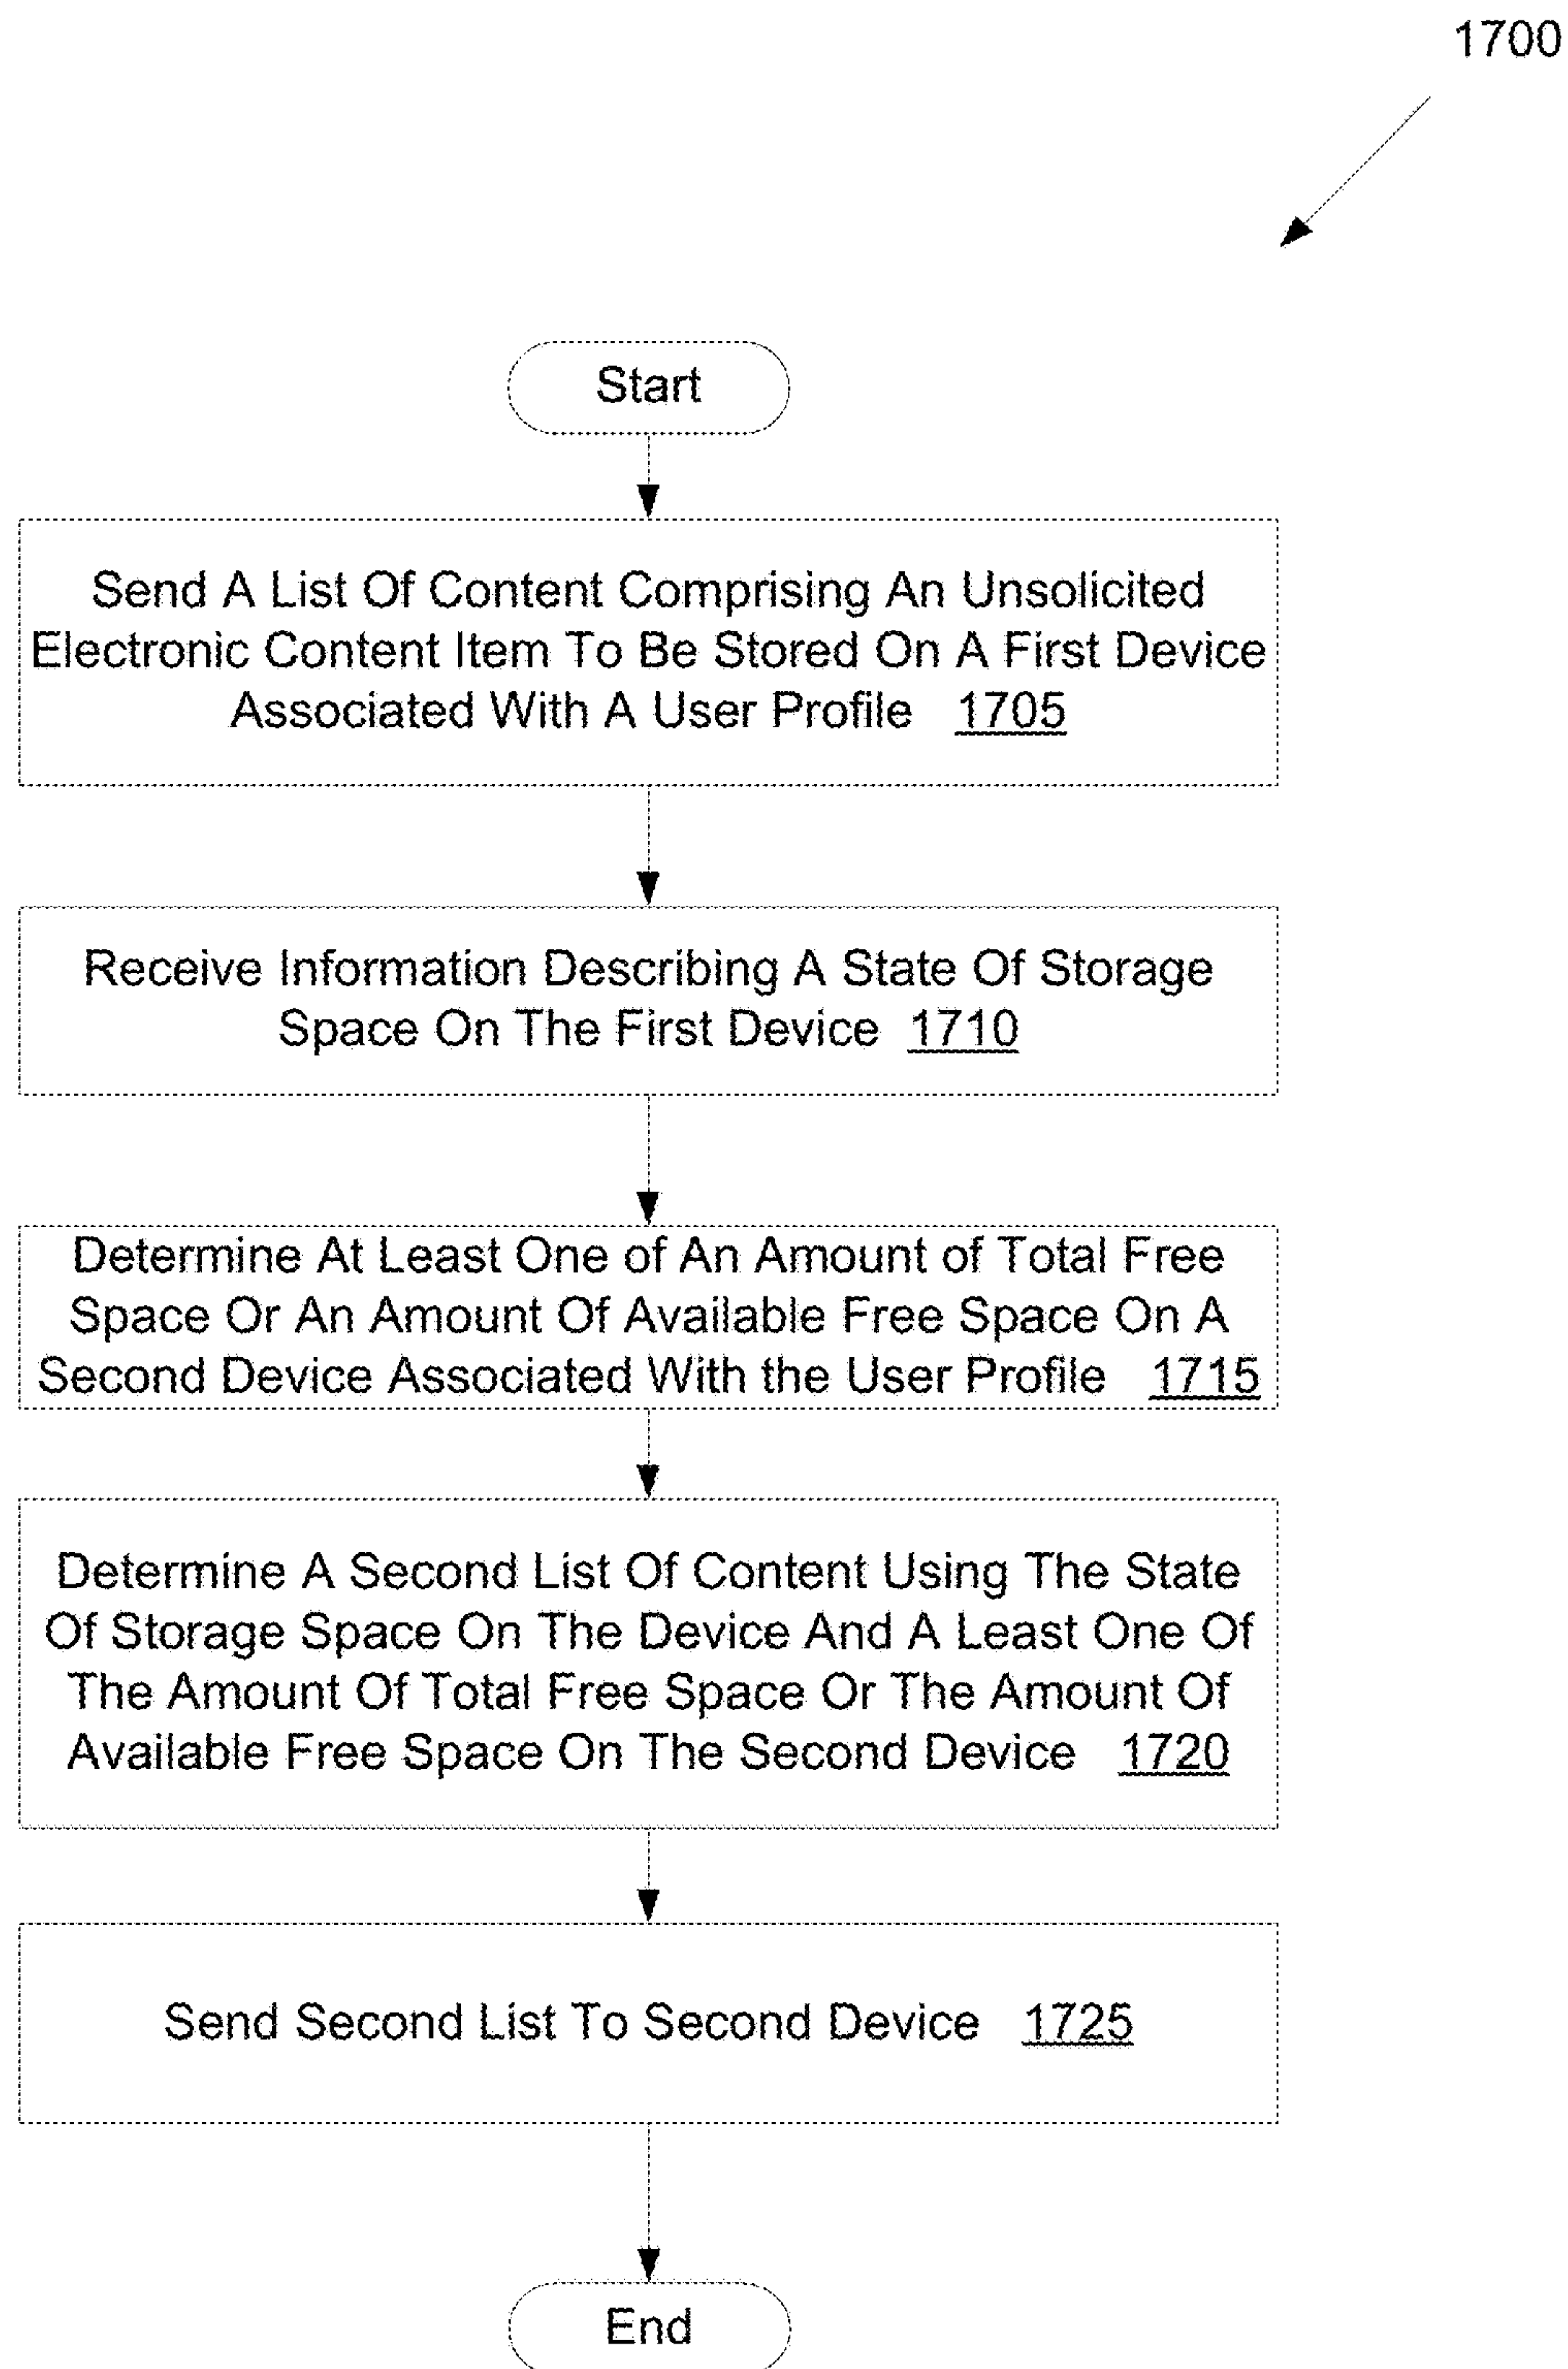 1700
Start
Send A List Of Content Comprising An Unsolicited
Electronic Content Item To Be Stored On A First Device
Associated With A User Profile 1705
Receive Information Describing A State Of Storage
Space On The First Device 1710
Determine At Least One of An Amount of Total Free
Space Or An Amount Of Available Free Space On A
Second Device Associated With the User Profile 1715
Determine A Second List Of Content Using The State
Of Storage Space On The Device And A Least One Of
The Amount Of Total Free Space Or The Amount Of
Available Free Space On The Second Device 1720
Send Second List To Second Device 1725
End